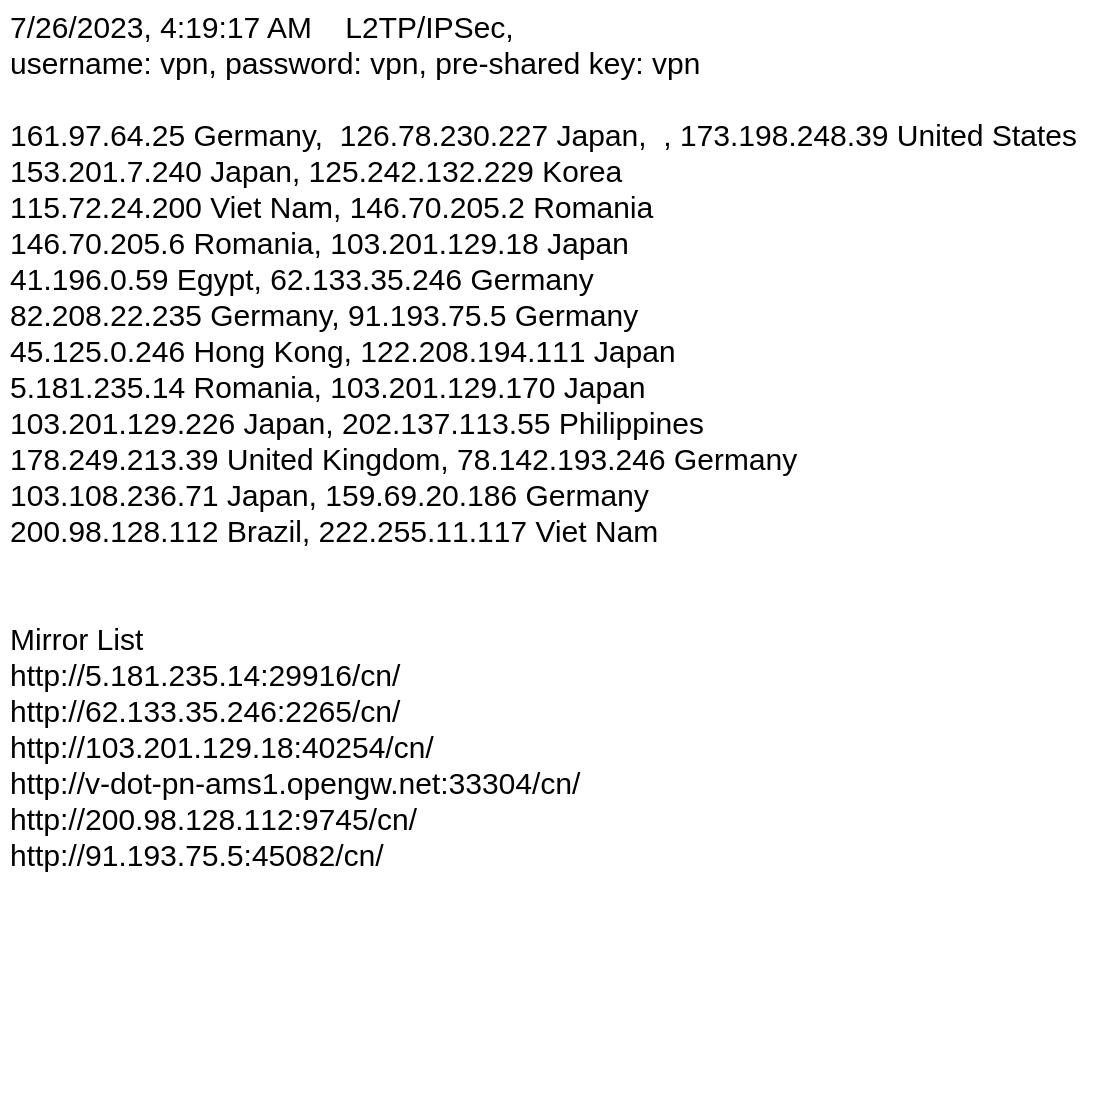 7/26/2023, 4:19:17 AM    L2TP/IPSec,
username: vpn, password: vpn, pre-shared key: vpn
161.97.64.25 Germany,  126.78.230.227 Japan,  , 173.198.248.39 United States
153.201.7.240 Japan, 125.242.132.229 Korea
115.72.24.200 Viet Nam, 146.70.205.2 Romania
146.70.205.6 Romania, 103.201.129.18 Japan
41.196.0.59 Egypt, 62.133.35.246 Germany
82.208.22.235 Germany, 91.193.75.5 Germany
45.125.0.246 Hong Kong, 122.208.194.111 Japan
5.181.235.14 Romania, 103.201.129.170 Japan
103.201.129.226 Japan, 202.137.113.55 Philippines
178.249.213.39 United Kingdom, 78.142.193.246 Germany
103.108.236.71 Japan, 159.69.20.186 Germany
200.98.128.112 Brazil, 222.255.11.117 Viet Nam
Mirror List
http://5.181.235.14:29916/cn/
http://62.133.35.246:2265/cn/
http://103.201.129.18:40254/cn/
http://v-dot-pn-ams1.opengw.net:33304/cn/
http://200.98.128.112:9745/cn/
http://91.193.75.5:45082/cn/